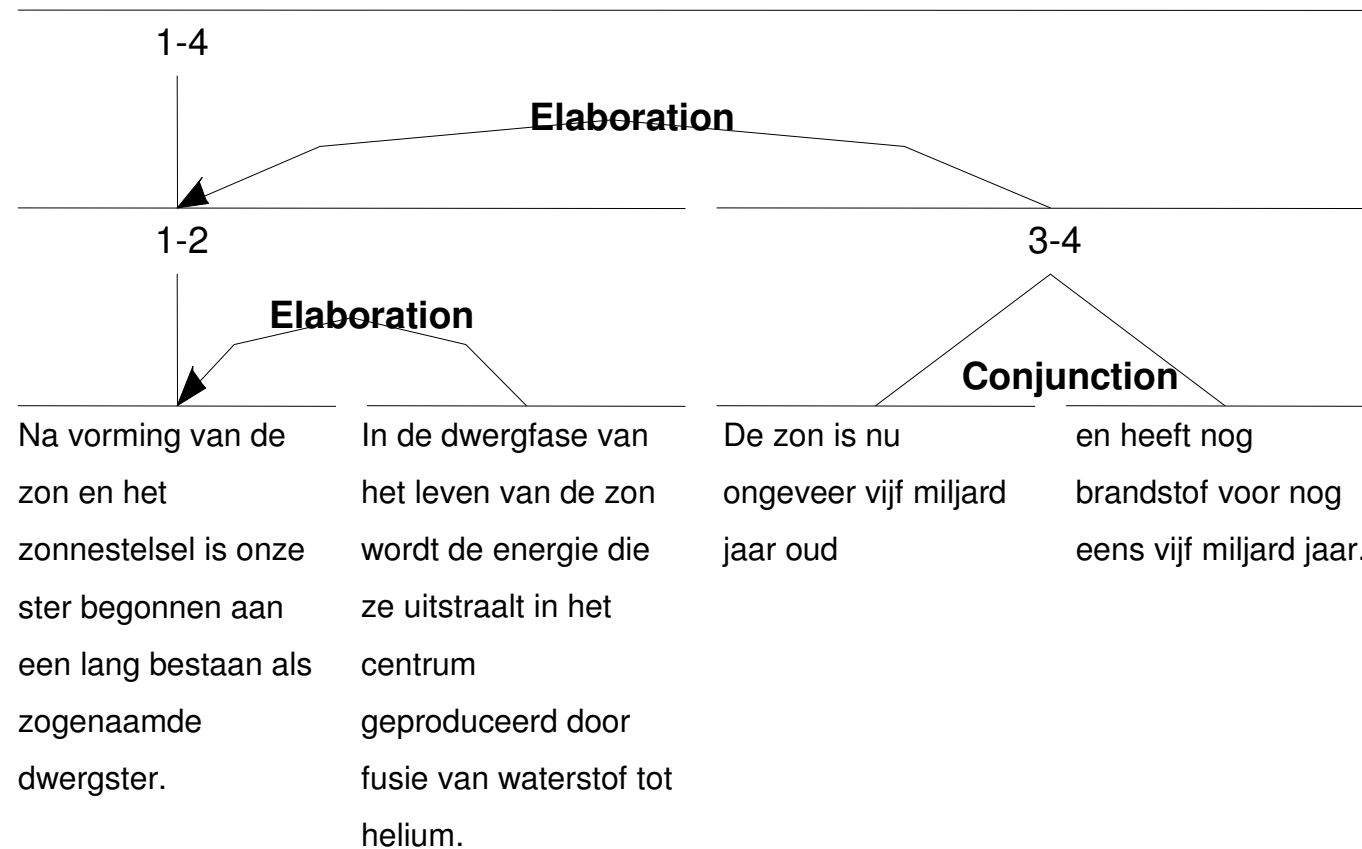 1-4
Elaboration
1-2
3-4
Elaboration
Conjunction
Na vorming van de
zon en het
zonnestelsel is onze
ster begonnen aan
een lang bestaan als
zogenaamde
dwergster.
In de dwergfase van
het leven van de zon
wordt de energie die
ze uitstraalt in het
centrum
geproduceerd door
fusie van waterstof tot
helium.
De zon is nu
ongeveer vijf miljard
jaar oud
en heeft nog
brandstof voor nog
eens vijf miljard jaar.